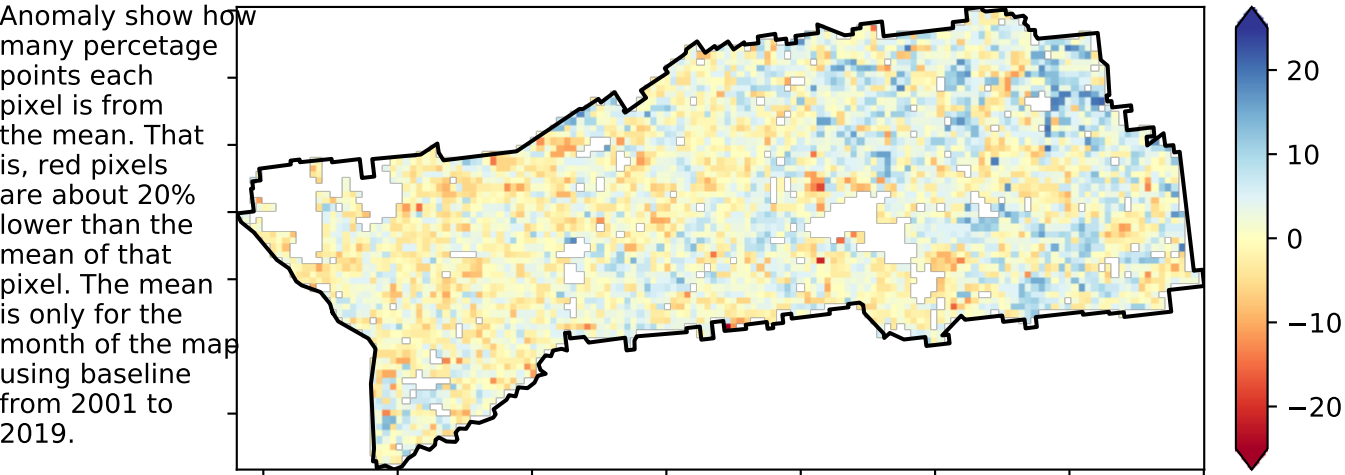 Anomaly show how
many percetage
points each
pixel is from
the mean. That
is, red pixels
are about 20%
lower than the
mean of that
pixel. The mean
is only for the
month of the map
using baseline
from 2001 to
2019.
20
10
0
−10
−20